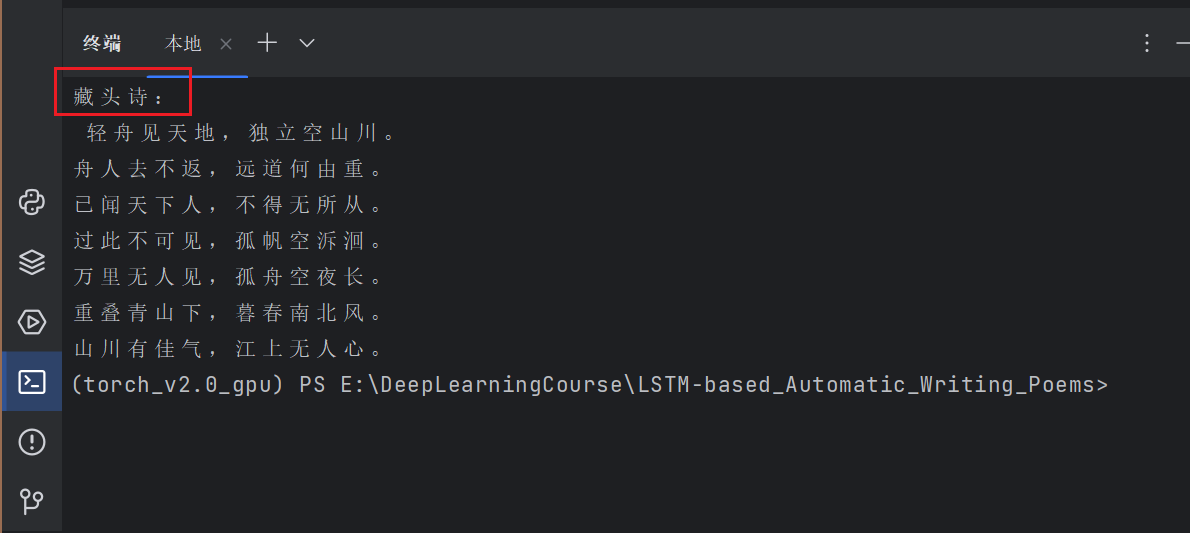 终端 本地
藏头诗：
轻舟见天地，独立空山川。
舟人去不返，远道何由重。
已闻天下人，不得无所从。
过此不可见，孤帆空泝洄。
万里无人见，孤舟空夜长。
重叠青山下，暮春南北风。
山川有佳气，江上无人心。
(torch_v2.0_gpu) PS E:\DeepLearningCourse\LSTM-based_Automatic_Writing_Poems>